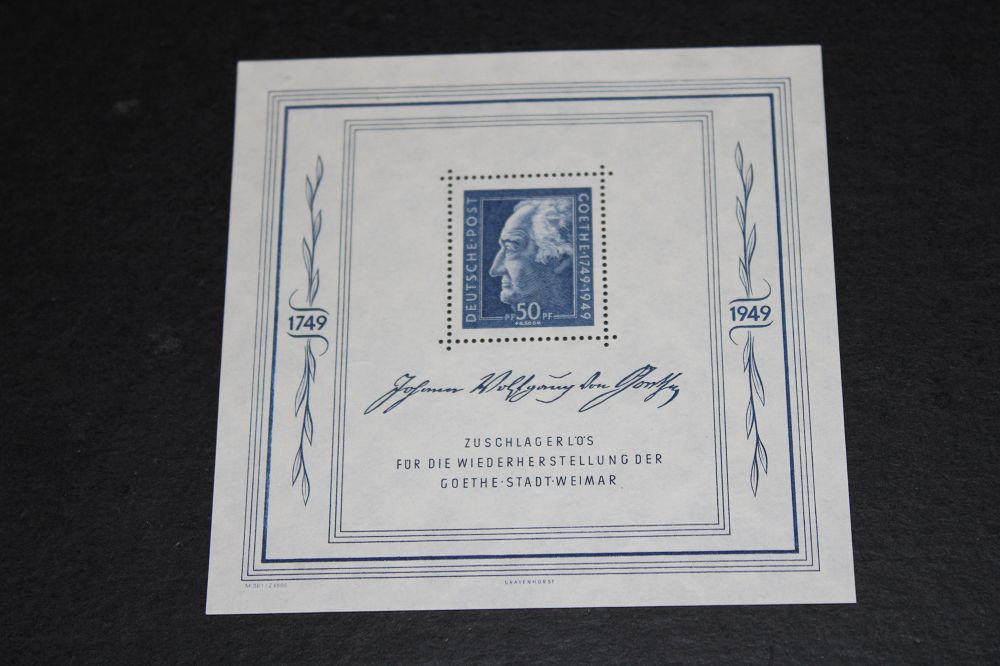 DEUTSCHE·POST
GOETHE·1749·1949
PF 50 PF
1749
1949
Johann Wolfgang von Goethe
ZUSCHLAGERLÖS
FÜR DIE WIEDERHERSTELLUNG DER
GOETHE·STADT·WEIMAR
GRAVENHORST